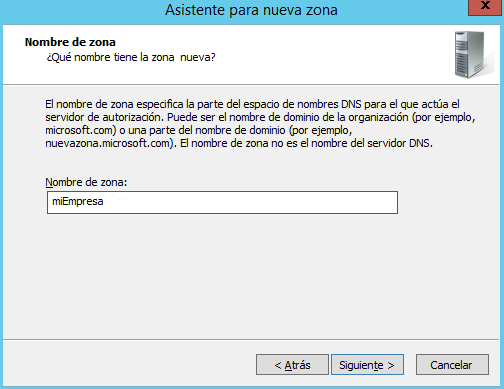 Asistente para nueva zona
x
Nombre de zona
¿Qué nombre tiene la zona nueva?
El nombre de zona especifica la parte del espacio de nombres DNS para el que actúa el
servidor de autorización. Puede ser el nombre de dominio de la organización (por ejemplo,
microsoft.com) o una parte del nombre de dominio (por ejemplo,
nuevazona.microsoft.com). El nombre de zona no es el nombre del servidor DNS.
Nombre de zona:
miEmpresa
< Atrás
Siguiente >
Cancelar